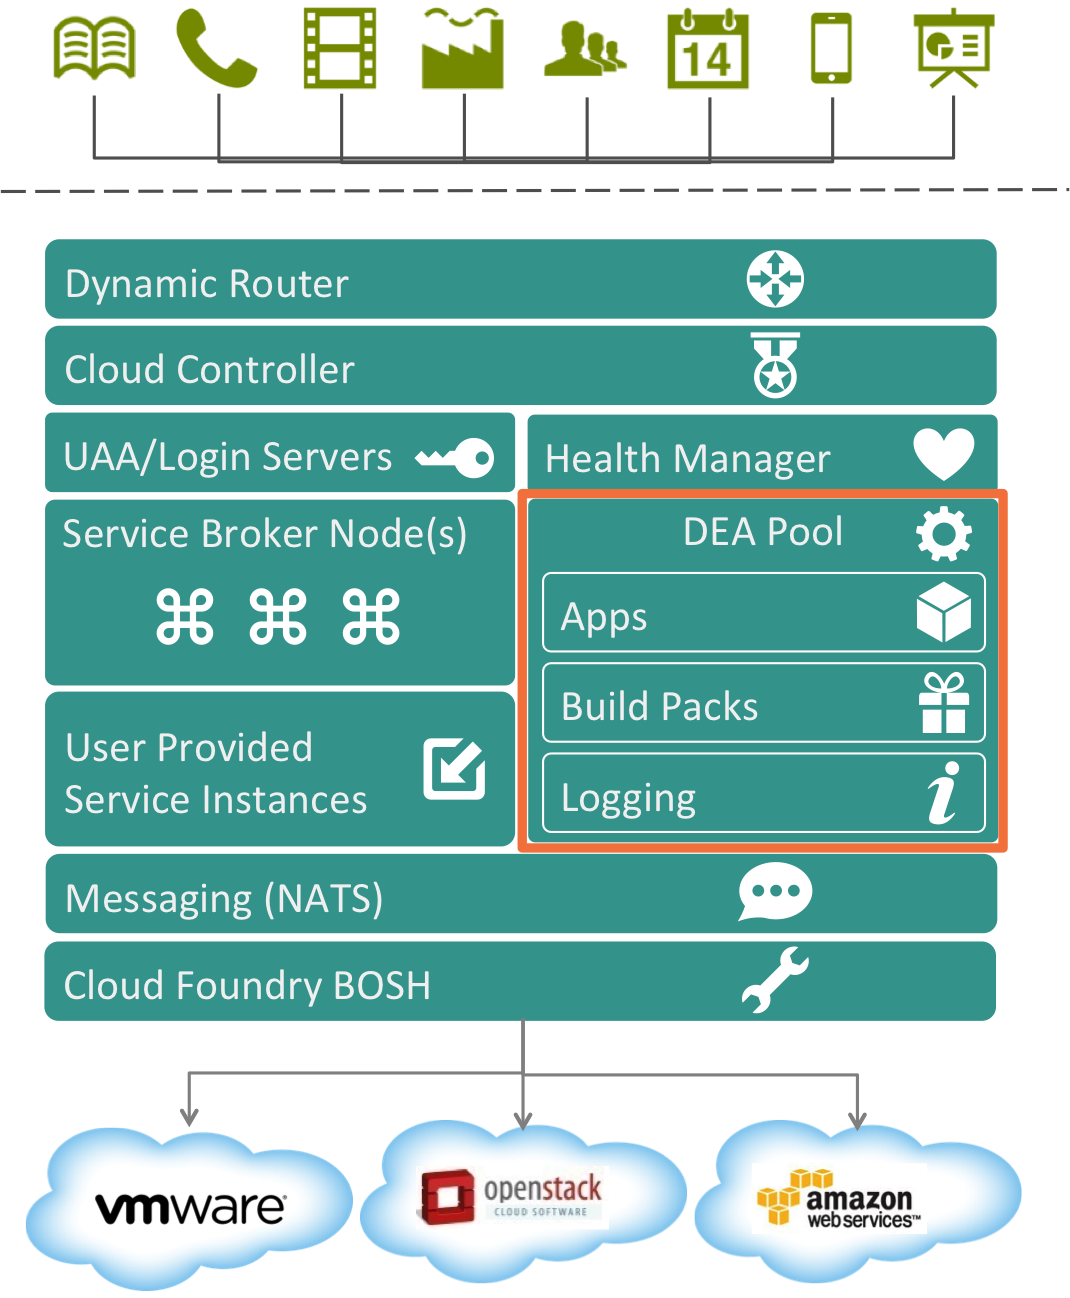 14
Dynamic Router
Cloud Controller
UAA/Login Servers
Health Manager
Service Broker Node(s)
DEA Pool
Apps
Build Packs
User Provided
Service Instances
Logging
Messaging (NATS)
Cloud Foundry BOSH
vmware
openstack
CLOUD SOFTWARE
amazon
webservices™